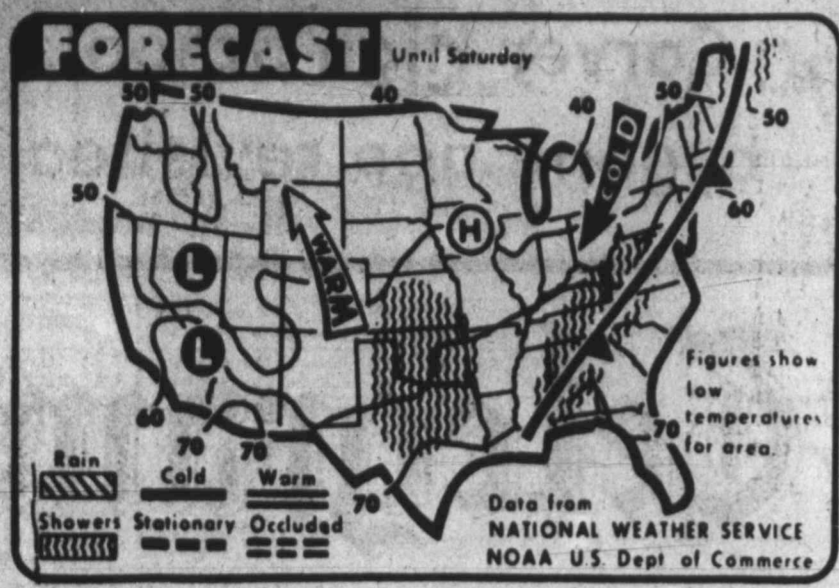 FORECAST Until Saturday
50 50 40 40 50
50
COLD
60
50
H
L
WARM
L
Figures show
low
temperatures
for area.
60
70 70
70
70
Rain Cold Warm
Showers Stationary Occluded
Data from
NATIONAL WEATHER SERVICE
NOAA U.S. Dept of Commerce